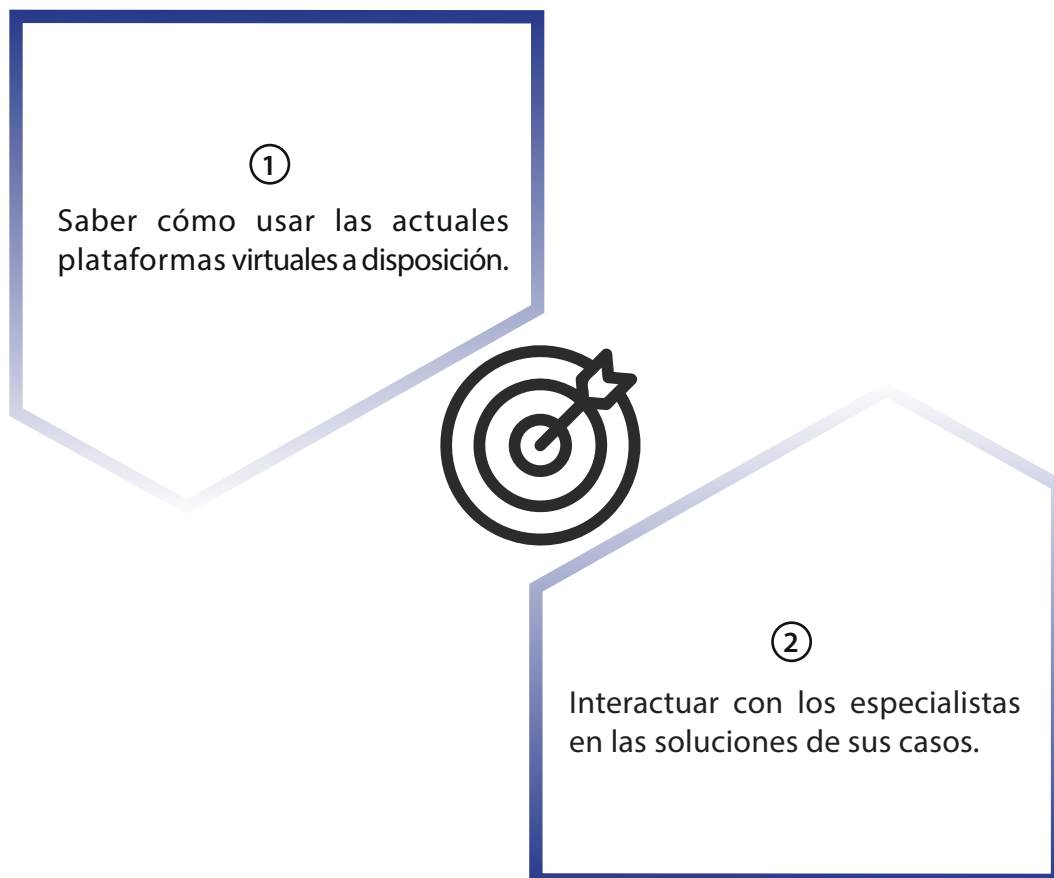 1
Saber cómo usar las actuales
plataformas virtuales a disposición.
2
Interactuar con los especialistas
en las soluciones de sus casos.